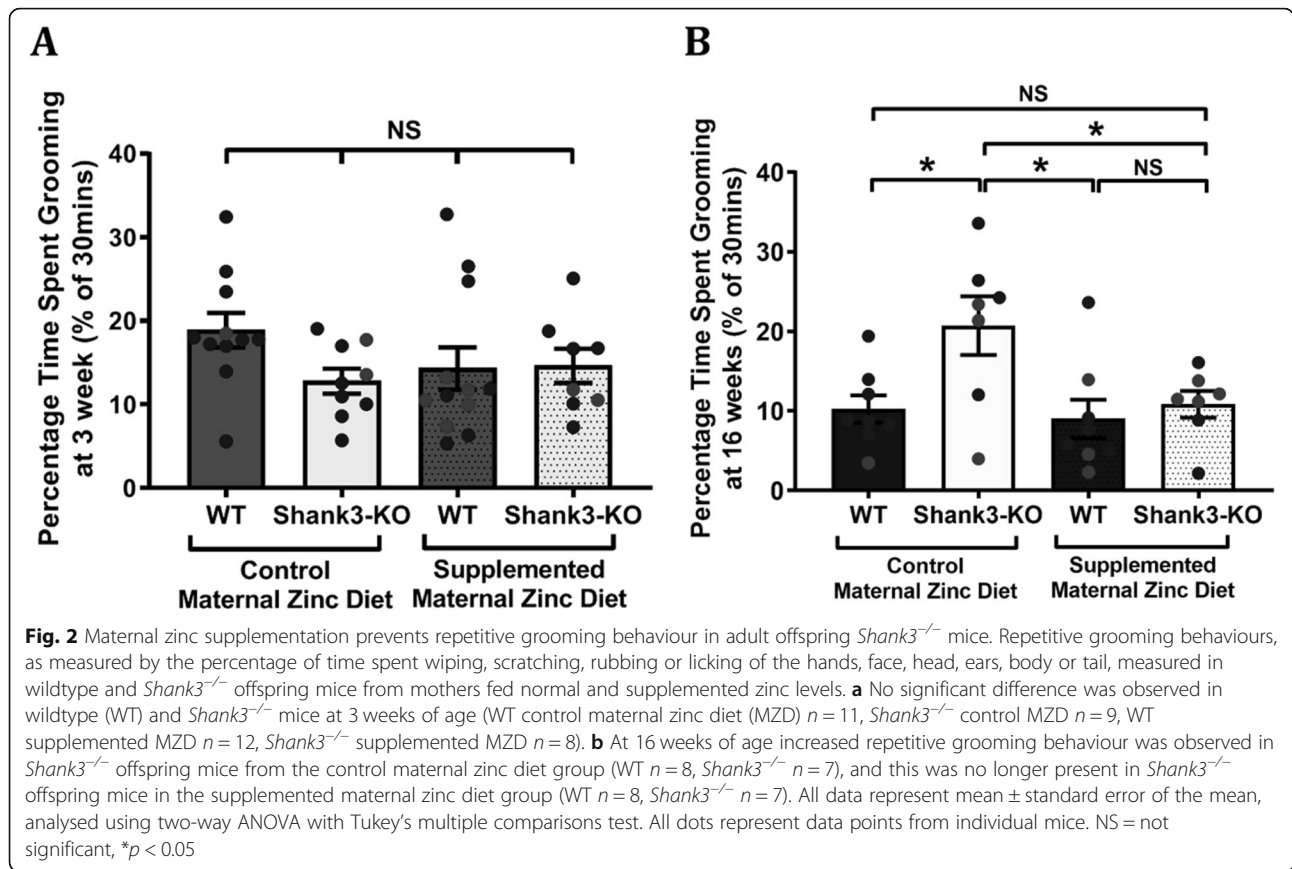 A
B
NS
NS
*
*
*
NS
Percentage Time Spent Grooming
at 3 week (% of 30mins)
40
30
20
10
0
WT
Shank3-KO
WT
Shank3-KO
Control
Maternal Zinc Diet
Supplemented
Maternal Zinc Diet
Percentage Time Spent Grooming
at 16 weeks (% of 30mins)
40
30
20
10
0
WT
Shank3-KO
WT
Shank3-KO
Control
Maternal Zinc Diet
Supplemented
Maternal Zinc Diet
Fig. 2 Maternal zinc supplementation prevents repetitive grooming behaviour in adult offspring Shank3−/− mice. Repetitive grooming behaviours,
as measured by the percentage of time spent wiping, scratching, rubbing or licking of the hands, face, head, ears, body or tail, measured in
wildtype and Shank3−/− offspring mice from mothers fed normal and supplemented zinc levels. a No significant difference was observed in
wildtype (WT) and Shank3−/− mice at 3 weeks of age (WT control maternal zinc diet (MZD) n = 11, Shank3−/− control MZD n = 9, WT
supplemented MZD n = 12, Shank3−/− supplemented MZD n = 8). b At 16 weeks of age increased repetitive grooming behaviour was observed in
Shank3−/− offspring mice from the control maternal zinc diet group (WT n = 8, Shank3−/− n = 7), and this was no longer present in Shank3−/−
offspring mice in the supplemented maternal zinc diet group (WT n = 8, Shank3−/− n = 7). All data represent mean ± standard error of the mean,
analysed using two-way ANOVA with Tukey's multiple comparisons test. All dots represent data points from individual mice. NS = not
significant, *p < 0.05